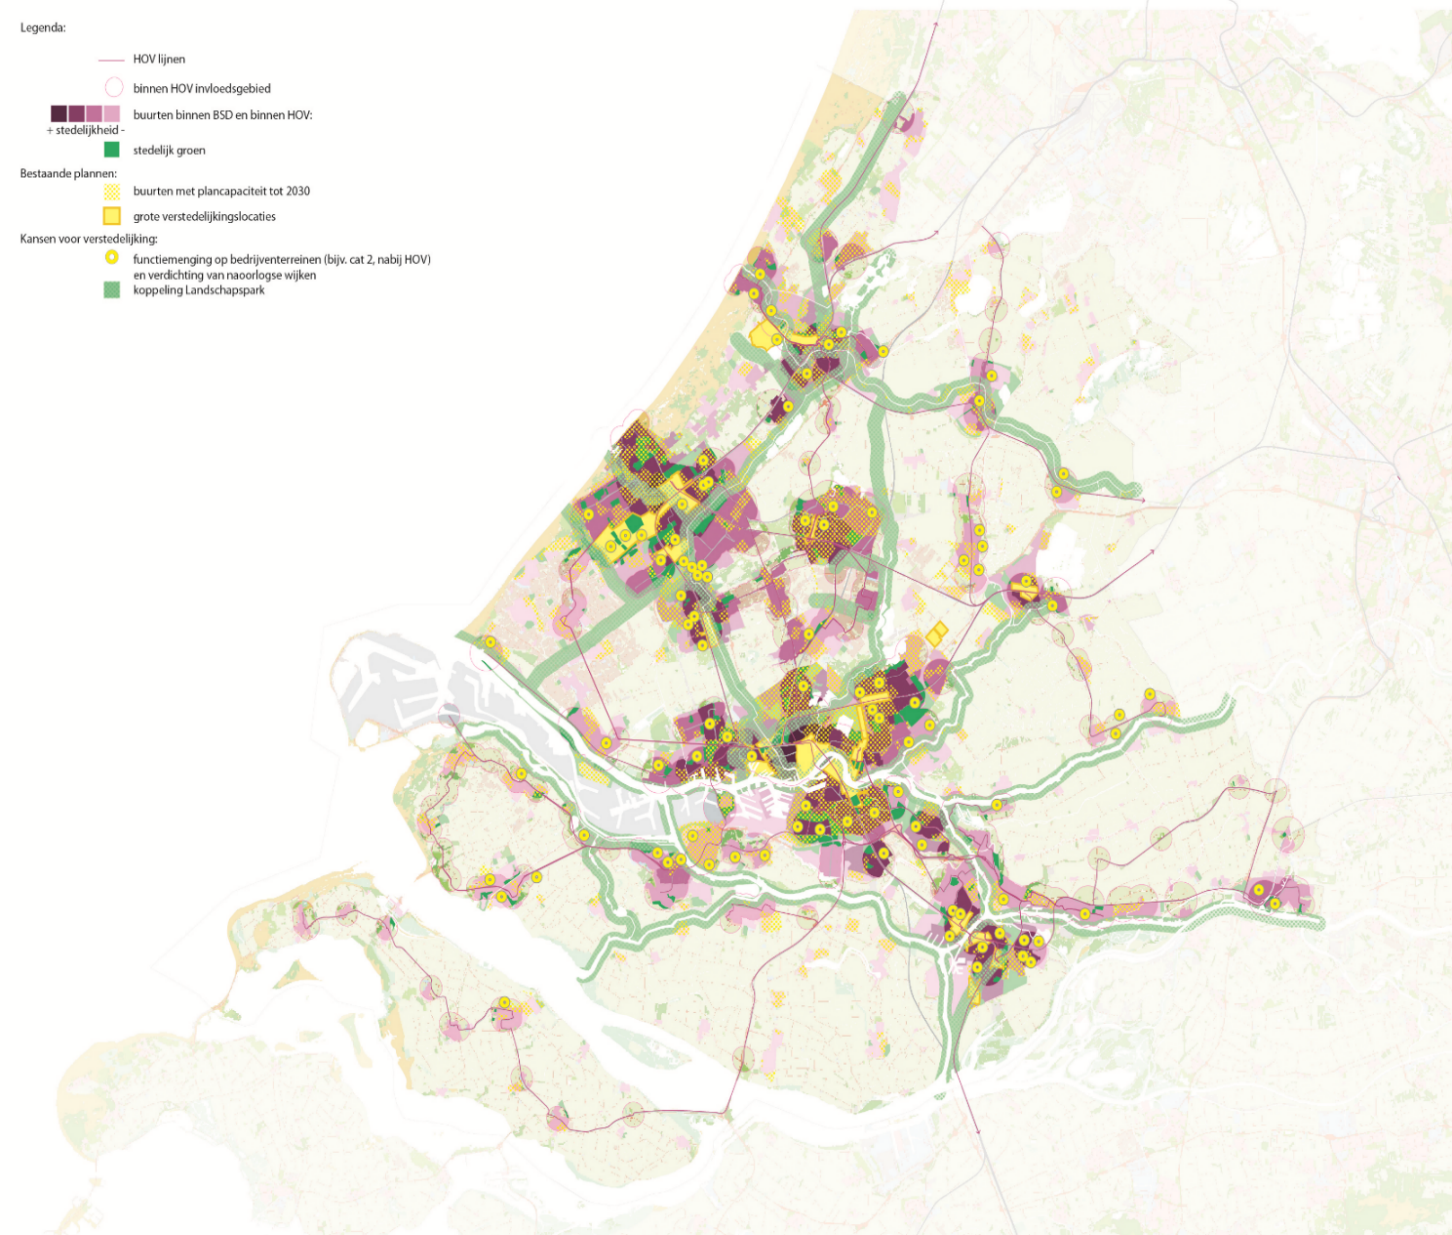 Legenda:
HOV lijnen
binnen HOV invloedsgebied
buurten binnen BSD en binnen HOV:
+ stedelijkheid -
stedelijk groen
Bestaande plannen:
buurten met plancapaciteit tot 2030
grote verstedelijkingslocaties
Kansen voor verstedelijking:
functiemenging op bedrijventerreinen (bijv. cat 2, nabij HOV)
en verdichting van naoorlogse wijken
koppeling Landschapspark